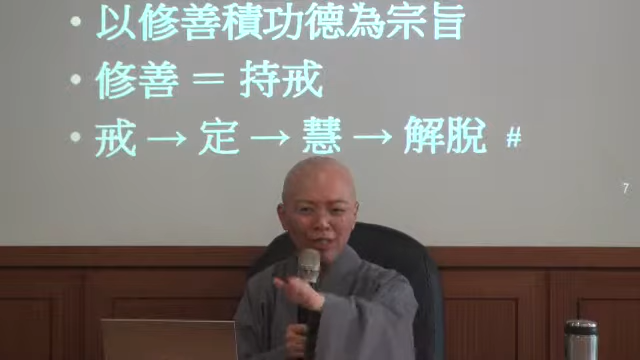 • 以修善積功德為宗旨
• 修善 ＝ 持戒
• 戒 → 定 → 慧 → 解脫 #
7